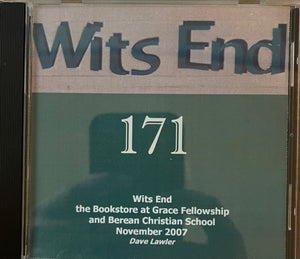 Wits End
171
Wits End
the Bookstore at Grace Fellowship
and Berean Christian School
November 2007
Dave Lawler